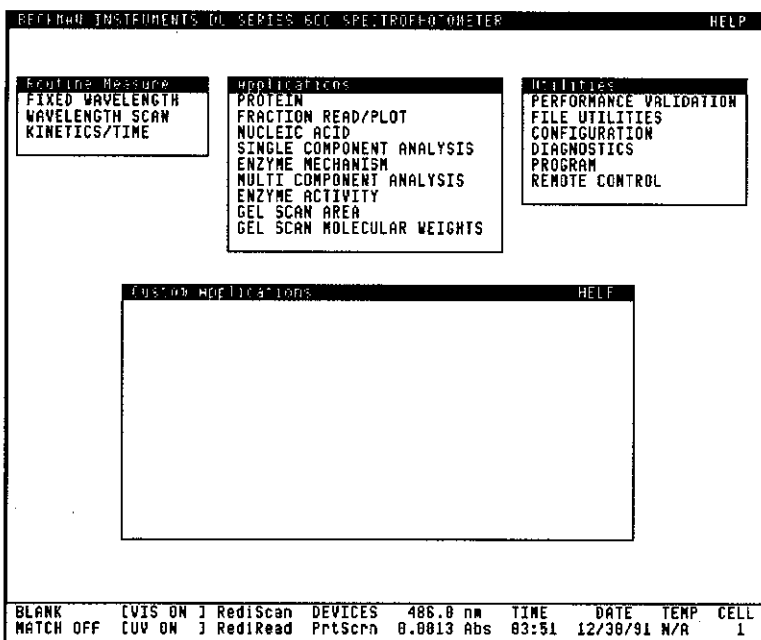 BECKMAN INSTRUMENTS DU SERIES 600 SPECTROPHOTOMETER HELP
Routine Measure
FIXED WAVELENGTH
WAVELENGTH SCAN
KINETICS/TIME
Applications
PROTEIN
FRACTION READ/PLOT
NUCLEIC ACID
SINGLE COMPONENT ANALYSIS
ENZYME MECHANISM
MULTI COMPONENT ANALYSIS
ENZYME ACTIVITY
GEL SCAN AREA
GEL SCAN MOLECULAR WEIGHTS
Utilities
PERFORMANCE VALIDATION
FILE UTILITIES
CONFIGURATION
DIAGNOSTICS
PROGRAM
REMOTE CONTROL
Custom Applications HELP
BLANK [VIS ON ] RediScan DEVICES 486.0 nm TIME DATE TEMP CELL
MATCH OFF [UV ON ] RediRead PrtScrn 0.0013 Abs 03:51 12/30/91 N/A 1